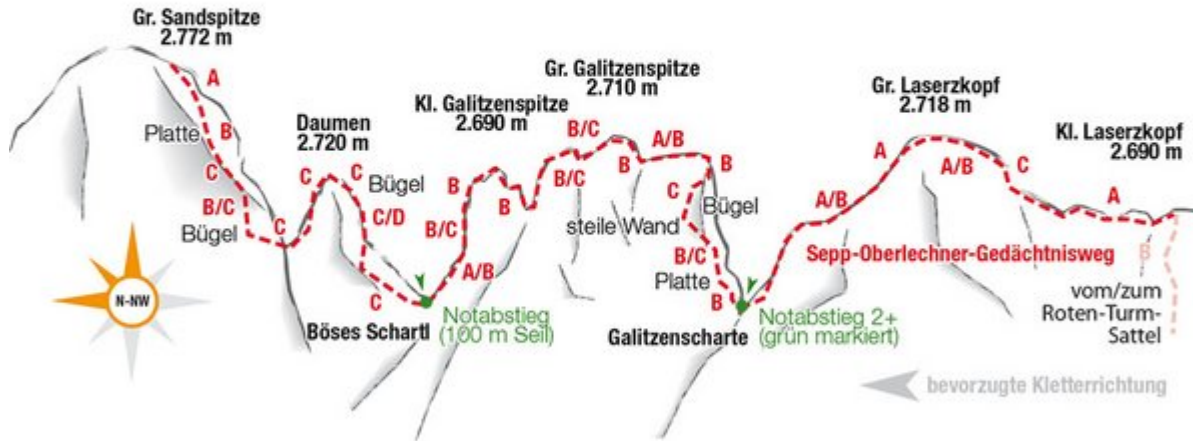 Gr. Sandspitze
2.772 m
A
Platte
B
C
B/C
Bügel
C
Daumen
2.720 m
C
C
Bügel
C/D
C
Böses Schartl
Notabstieg
(100 m Seil)
Kl. Galitzenspitze
2.690 m
B
B
B/C
A/B
Gr. Galitzenspitze
2.710 m
B/C
B/C
B
A/B
B
C
Bügel
steile Wand
B/C
Platte
B
Galitzenscharte
Notabstieg 2+
(grün markiert)
Gr. Laserzkopf
2.718 m
A
A/B
A/B
C
Kl. Laserzkopf
2.690 m
A
Sepp-Oberlechner-Gedächtnisweg
B
vom/zum
Roten-Turm-
Sattel
N-NW
bevorzugte Kletterrichtung